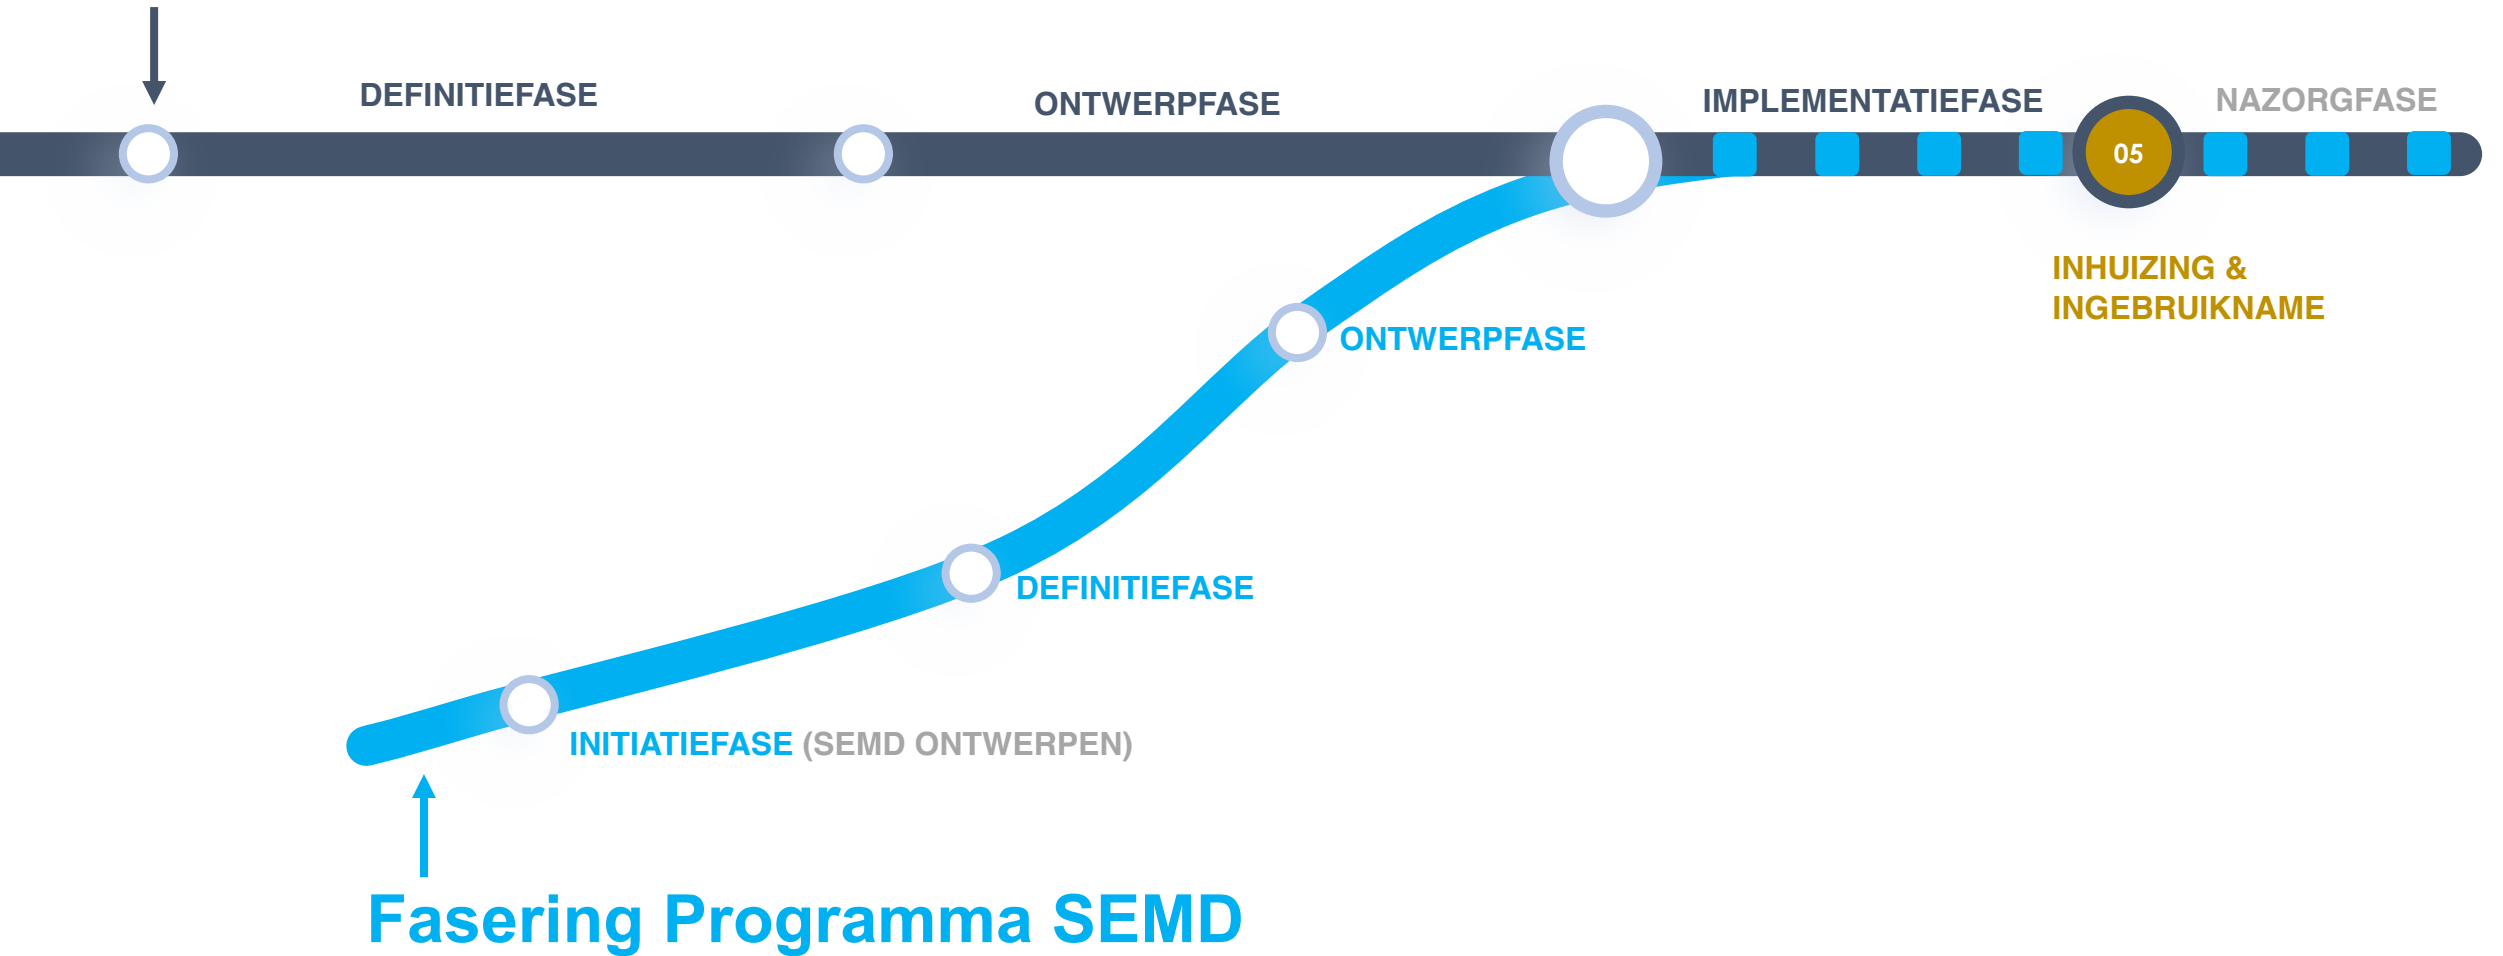 DEFINITIEFASE
ONTWERPFASE
IMPLEMENTATIEFASE
NAZORGFASE
05
INHUIZING &
INGEBRUIKNAME
ONTWERPFASE
DEFINITIEFASE
INITIATIEFASE (SEMD ONTWERPEN)
Fasering Programma SEMD